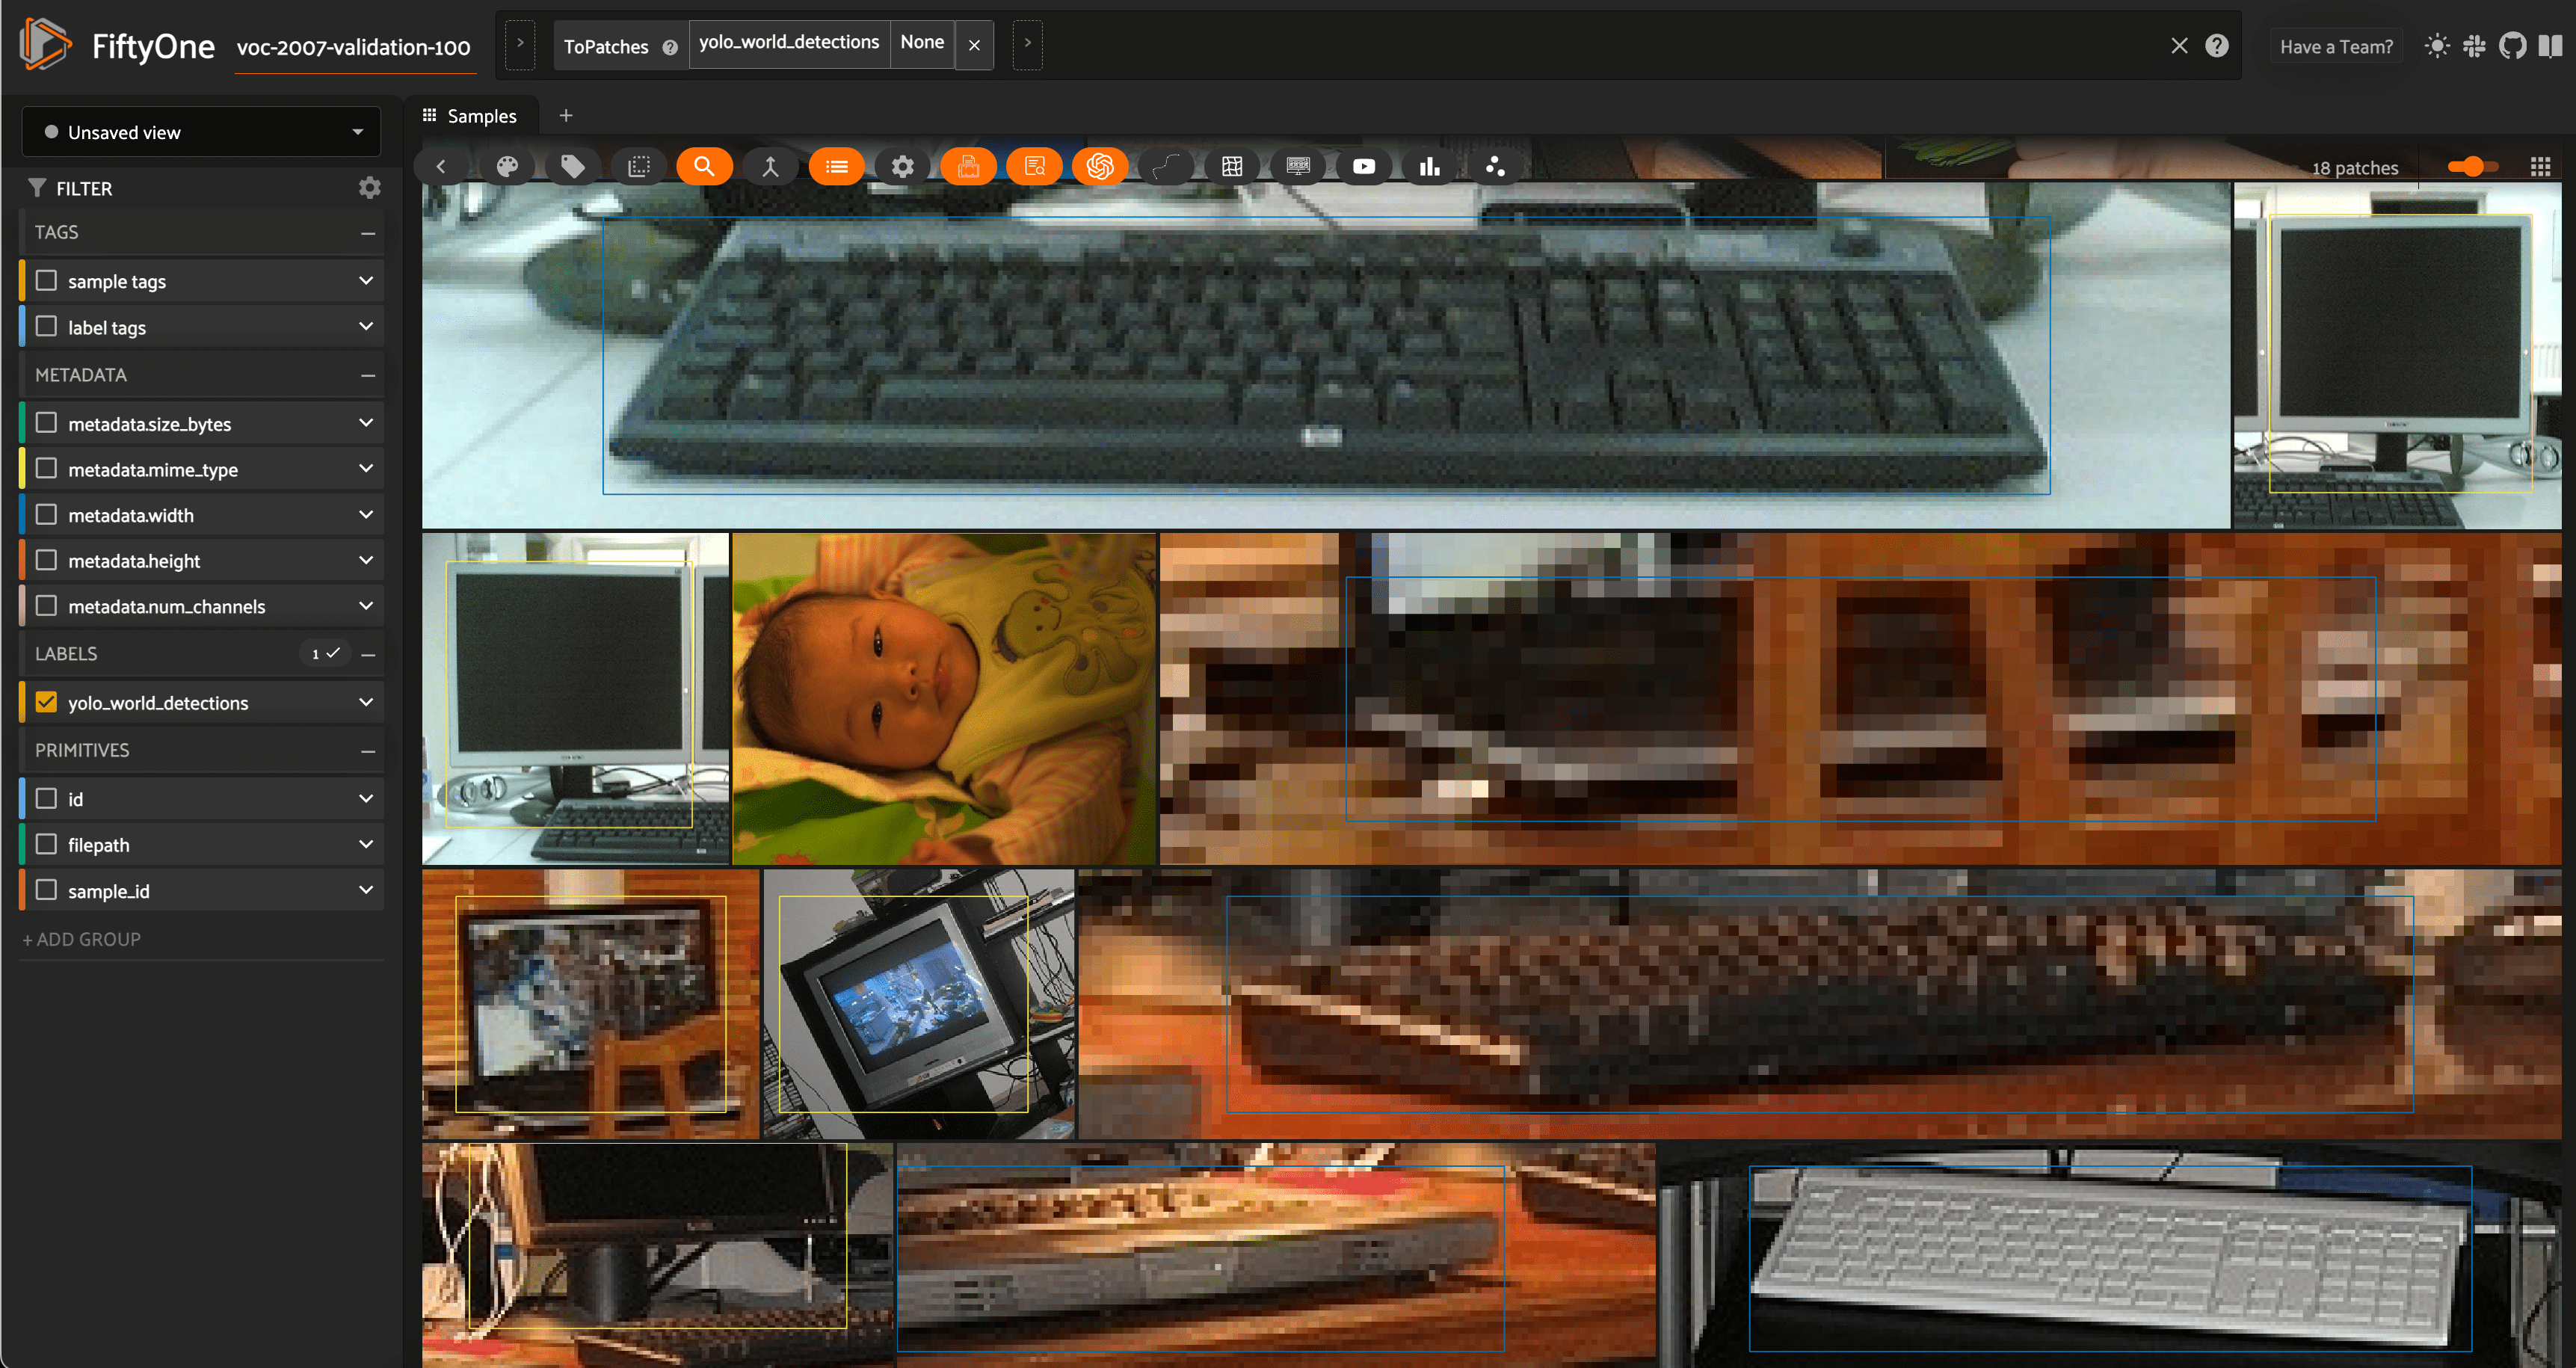 FiftyOne
voc-2007-validation-100
ToPatches
yolo_world_detections
None
Have a Team?
Unsaved view
Samples
FILTER
18 patches
TAGS
sample tags
label tags
METADATA
metadata.size_bytes
metadata.mime_type
metadata.width
metadata.height
metadata.num_channels
LABELS
1
yolo_world_detections
PRIMITIVES
id
filepath
sample_id
+ ADD GROUP